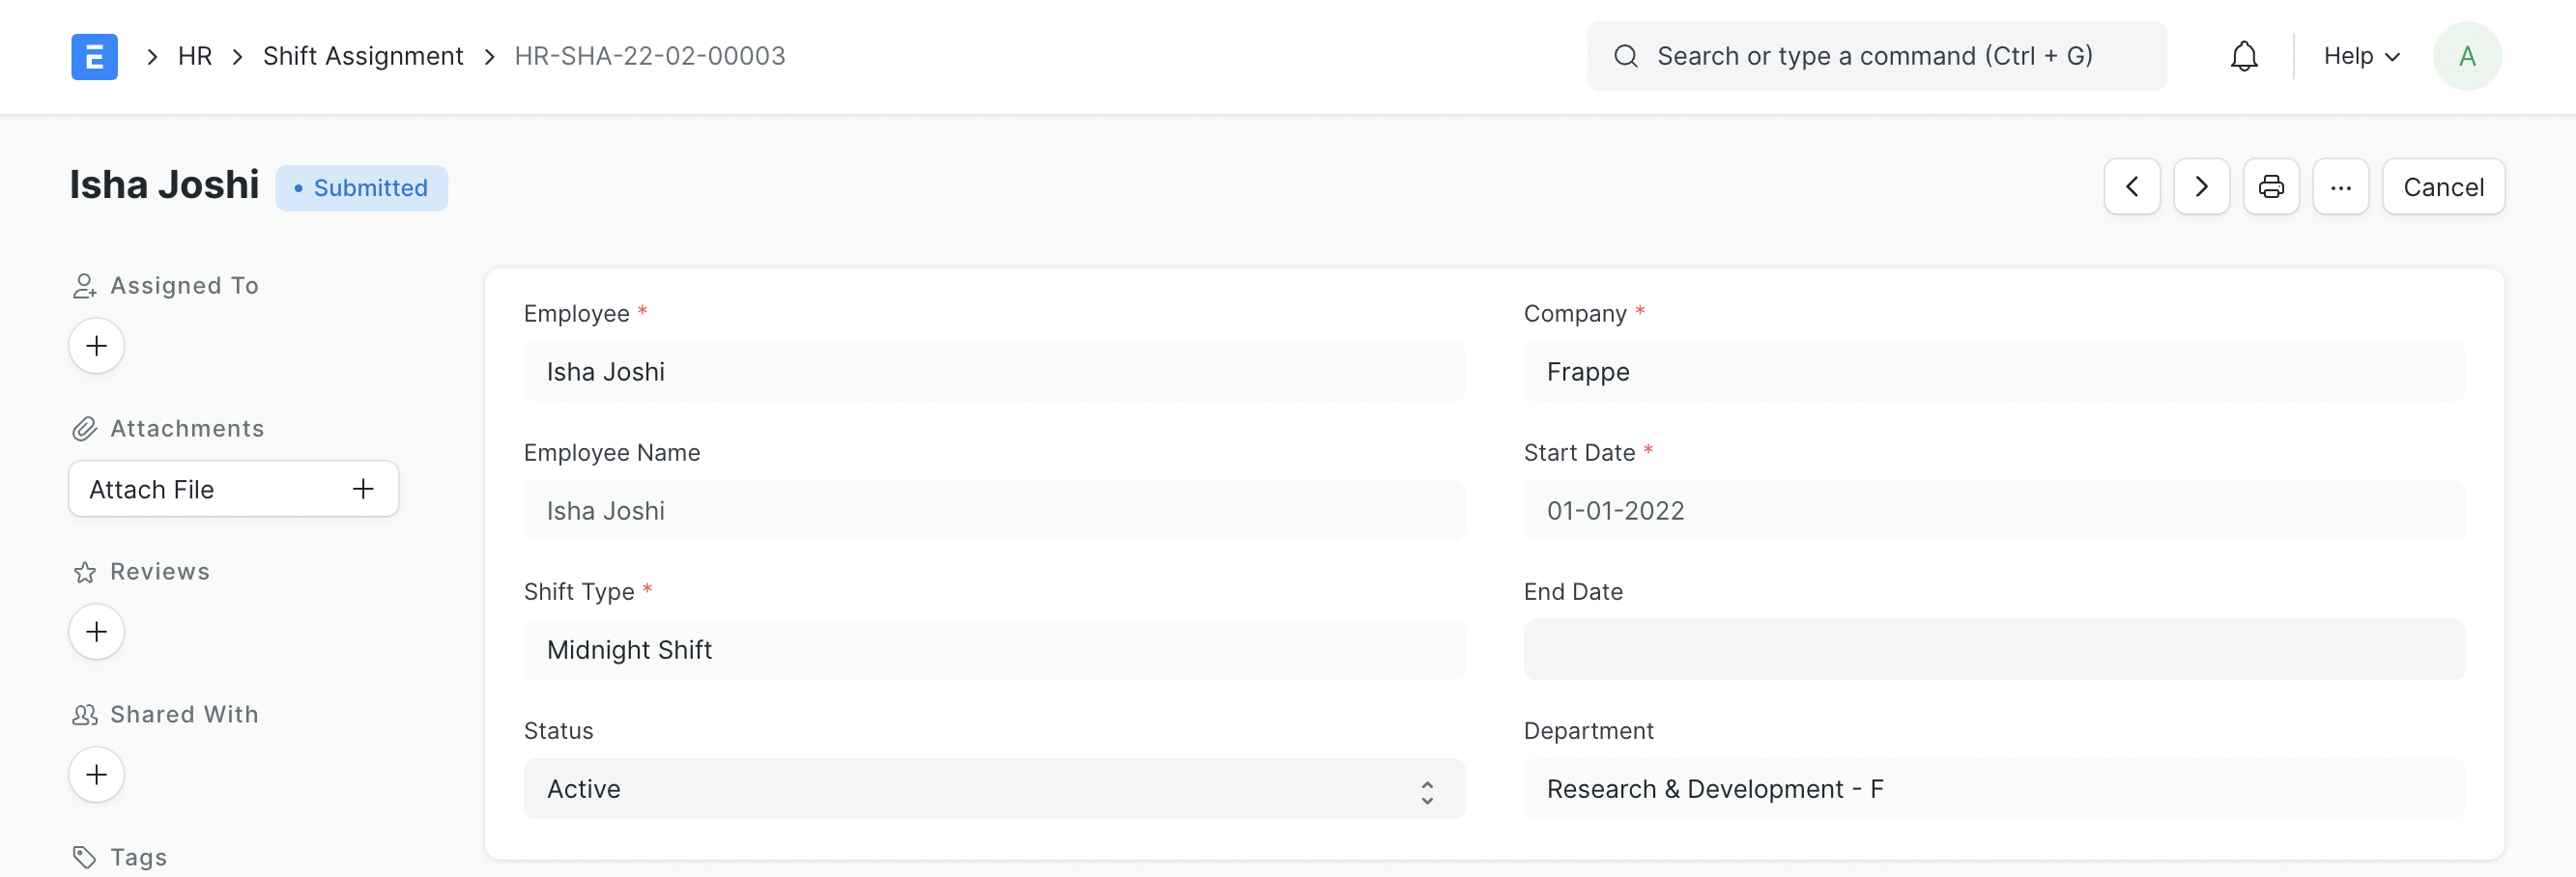 E > HR > Shift Assignment > HR-SHA-22-02-00003
Search or type a command (Ctrl + G)
Help
A
Isha Joshi
• Submitted
...
Cancel
Assigned To
+
Attachments
Attach File +
Reviews
+
Shared With
+
Tags
Employee *
Isha Joshi
Employee Name
Isha Joshi
Shift Type *
Midnight Shift
Status
Active
Company *
Frappe
Start Date *
01-01-2022
End Date
Department
Research & Development - F